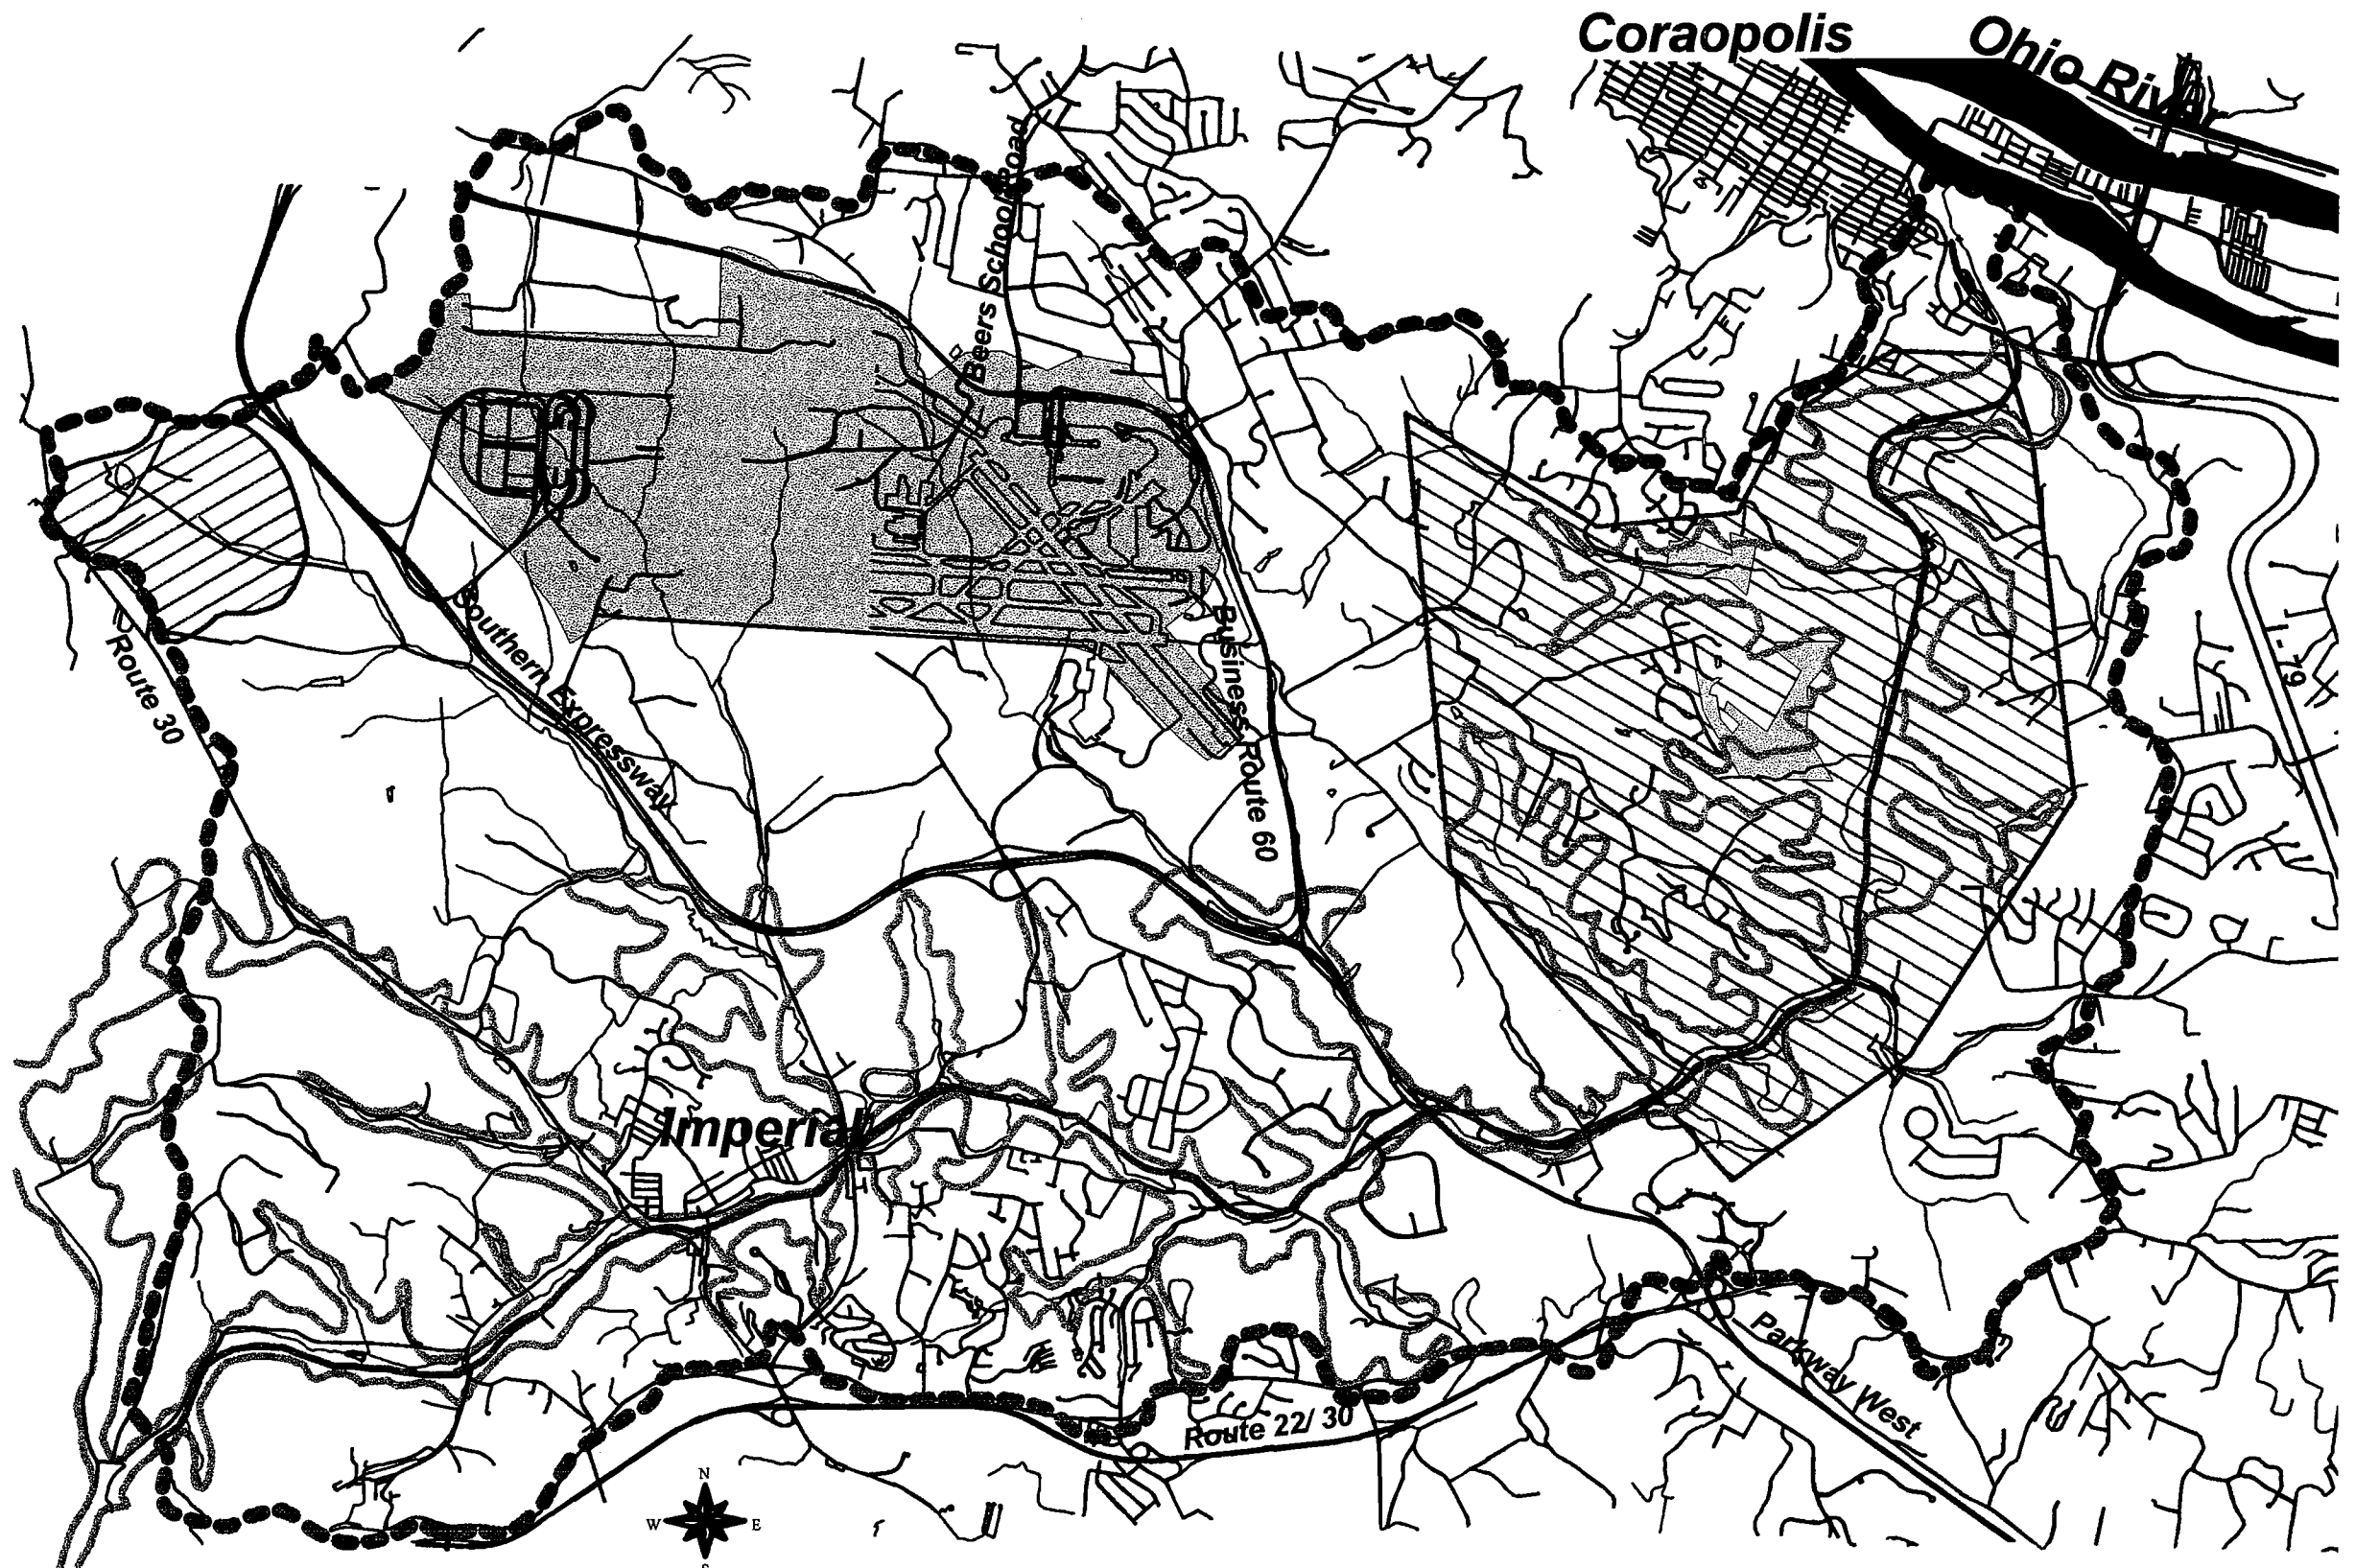 Coraopolis
Ohio River
Beers School Road
Southern Expressway
Route 30
Business Route 60
I-79
Imperial
Parkway West
Route 22/ 30
N
W
E
S